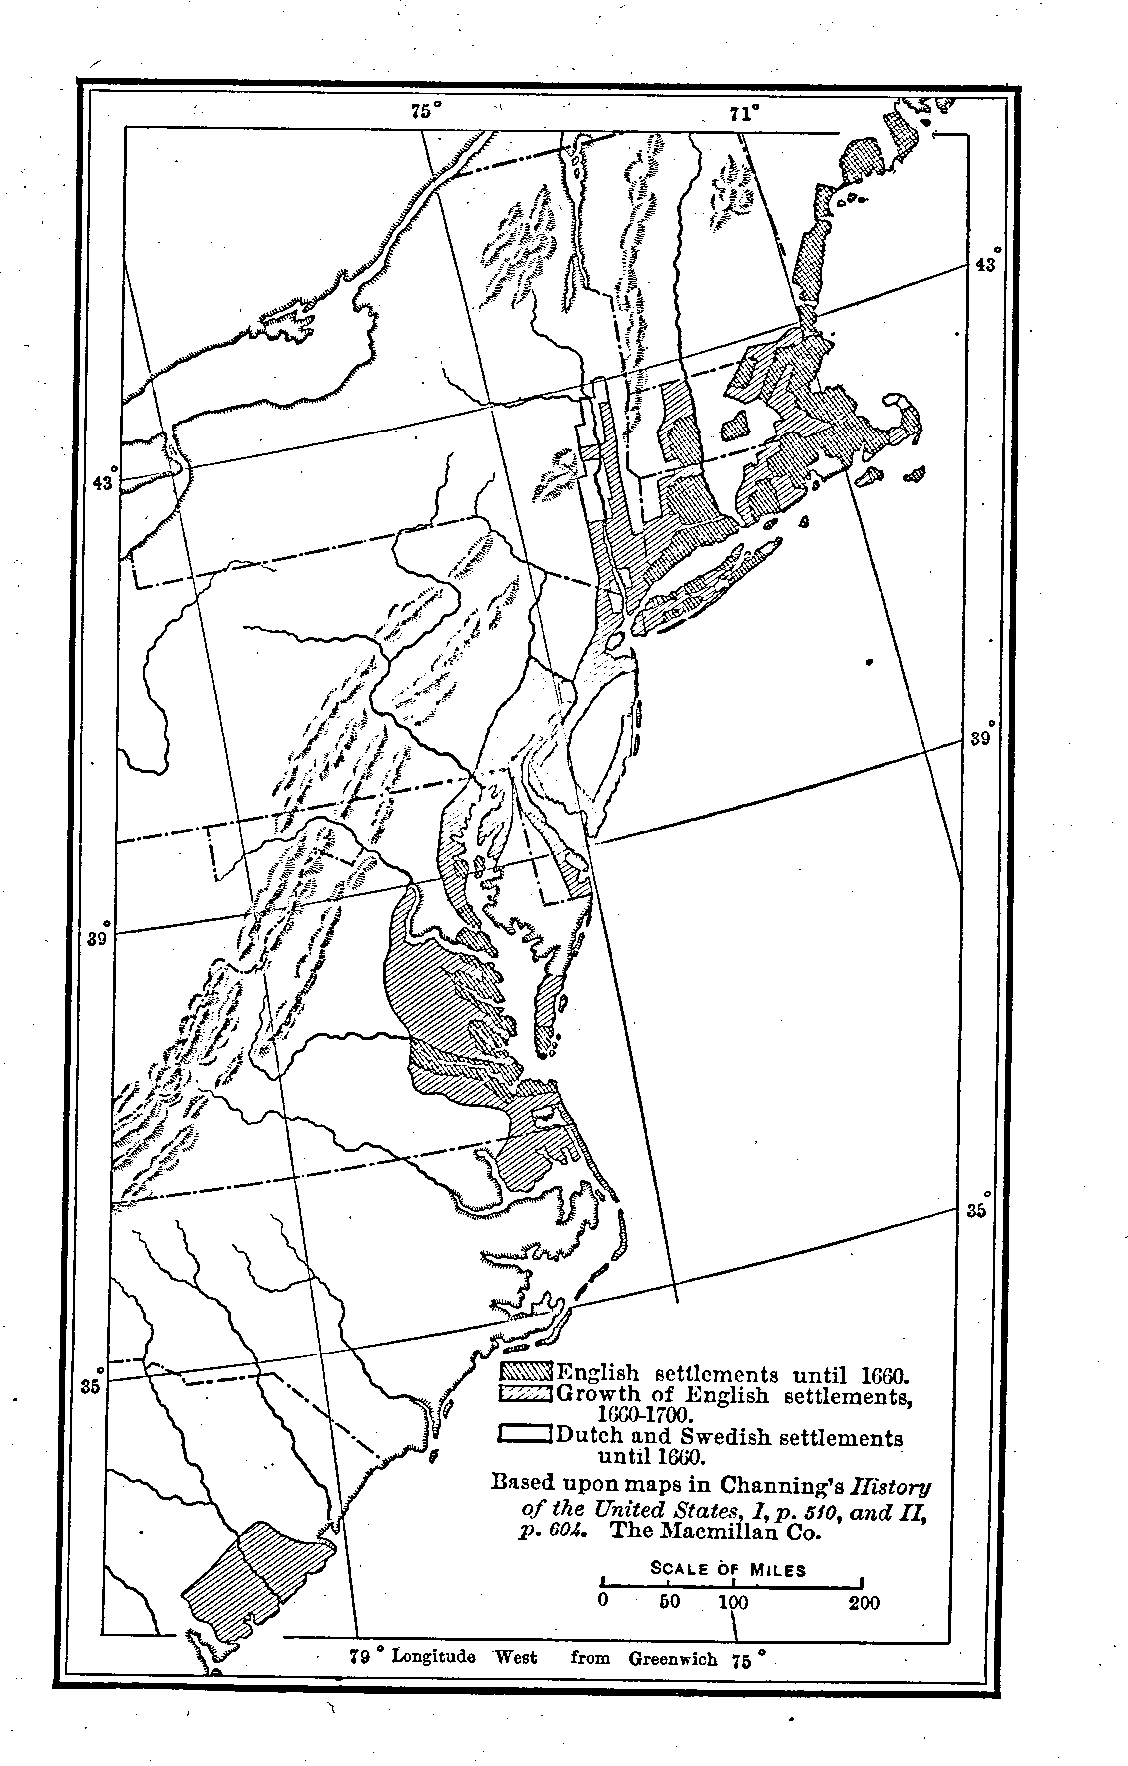 75° 71°
43°
43°
39°
39°
35°
35°
English settlements until 1660.
Growth of English settlements,
1660-1700.
Dutch and Swedish settlements
until 1660.
Based upon maps in Channing's History
of the United States, I, p. 510, and II,
p. 604. The Macmillan Co.
SCALE OF MILES
0 50 100 200
79° Longitude West from Greenwich 75°